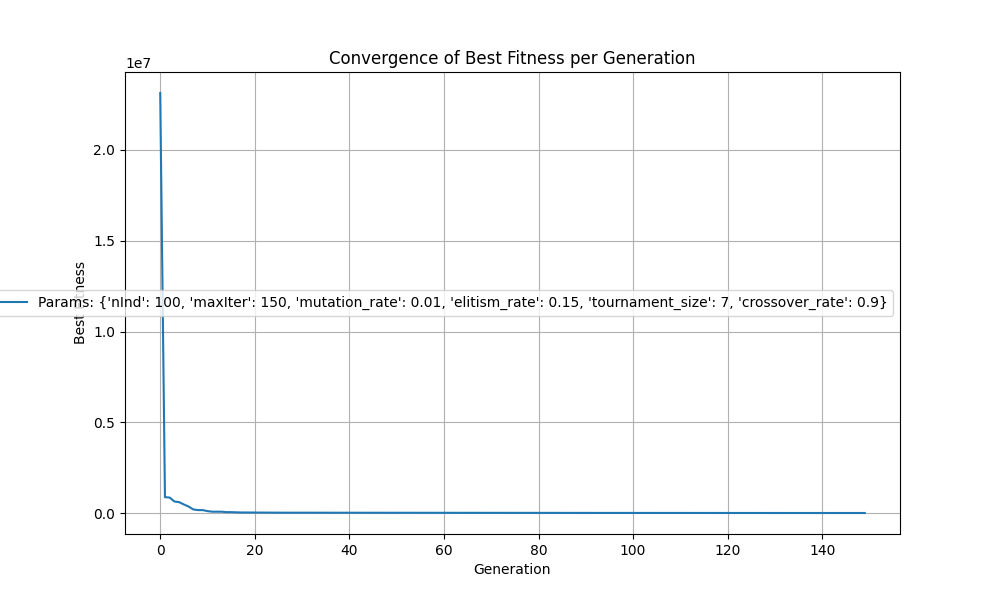 Convergence of Best Fitness per Generation
1e7
2.0
1.5
Params: {'nInd': 100, 'maxIter': 150, 'mutation_rate': 0.01, 'elitism_rate': 0.15, 'tournament_size': 7, 'crossover_rate': 0.9}
1.0
0.5
0.0
Best Fitness
0 20 40 60 80 100 120 140
Generation